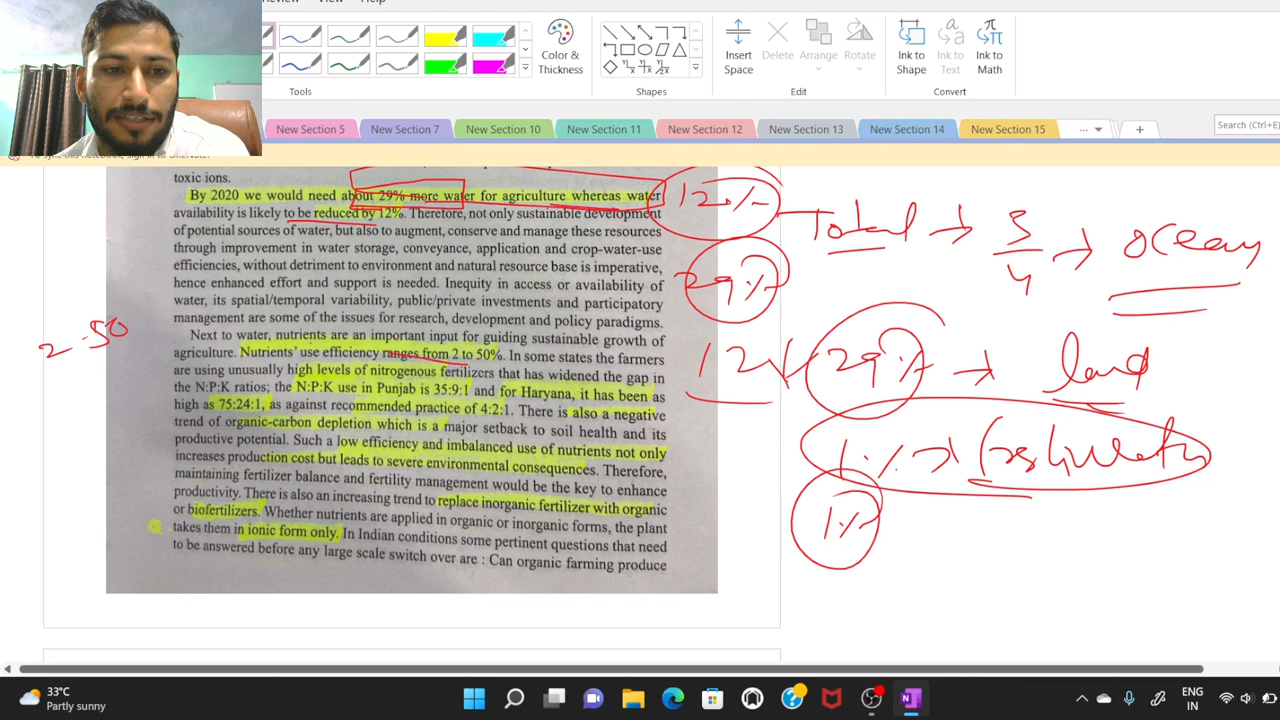 View
Help
Tools
Color & Thickness
Shapes
Insert Space
Delete
Arrange
Rotate
Edit
Ink to Shape
Ink to Text
Ink to Math
Convert
New Section 5
New Section 7
New Section 10
New Section 11
New Section 12
New Section 13
New Section 14
New Section 15
Search (Ctrl+E)
toxic ions.
By 2020 we would need about 29% more water for agriculture whereas water
availability is likely to be reduced by 12%. Therefore, not only sustainable development
of potential sources of water, but also to augment, conserve and manage these resources
through improvement in water storage, conveyance, application and crop-water-use
efficiencies, without detriment to environment and natural resource base is imperative,
hence enhanced effort and support is needed. Inequity in access or availability of
water, its spatial/temporal variability, public/private investments and participatory
management are some of the issues for research, development and policy paradigms.
Next to water, nutrients are an important input for guiding sustainable growth of
agriculture. Nutrients' use efficiency ranges from 2 to 50%. In some states the farmers
are using unusually high levels of nitrogenous fertilizers that has widened the gap in
the N:P:K ratios; the N:P:K use in Punjab is 35:9:1 and for Haryana, it has been as
high as 75:24:1, as against recommended practice of 4:2:1. There is also a negative
trend of organic-carbon depletion which is a major setback to soil health and its
productive potential. Such a low efficiency and imbalanced use of nutrients not only
increases production cost but leads to severe environmental consequences. Therefore,
maintaining fertilizer balance and fertility management would be the key to enhance
productivity. There is also an increasing trend to replace inorganic fertilizer with organic
or biofertilizers. Whether nutrients are applied in organic or inorganic forms, the plant
takes them in ionic form only. In Indian conditions some pertinent questions that need
to be answered before any large scale switch over are : Can organic farming produce
2-50
12%
29%
12%
Total → 3/4 → ocean
29% → land
1% →
1%
33°C
Partly sunny
ENG
IN